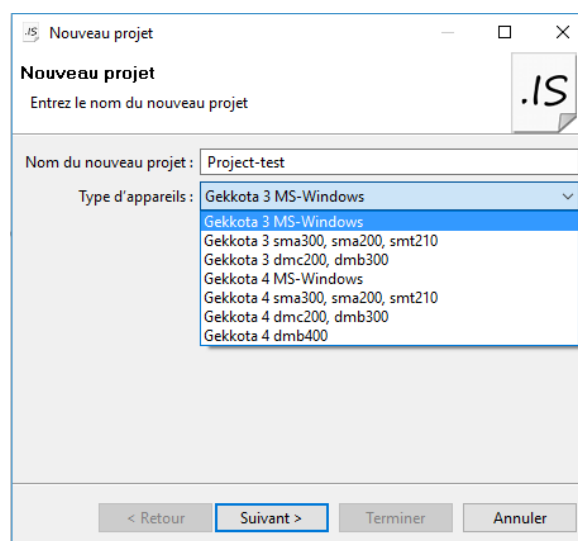 .IS Nouveau projet
Nouveau projet
Entrez le nom du nouveau projet
.IS
Nom du nouveau projet : Project-test
Type d'appareils : Gekkota 3 MS-Windows
Gekkota 3 MS-Windows
Gekkota 3 sma300, sma200, smt210
Gekkota 3 dmc200, dmb300
Gekkota 4 MS-Windows
Gekkota 4 sma300, sma200, smt210
Gekkota 4 dmc200, dmb300
Gekkota 4 dmb400
< Retour Suivant > Terminer Annuler